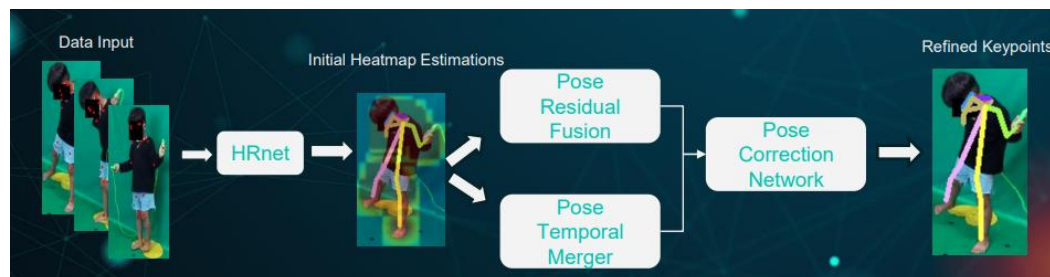 Data Input
HRnet
Initial Heatmap Estimations
Pose
Residual
Fusion
Pose
Temporal
Merger
Pose
Correction
Network
Refined Keypoints